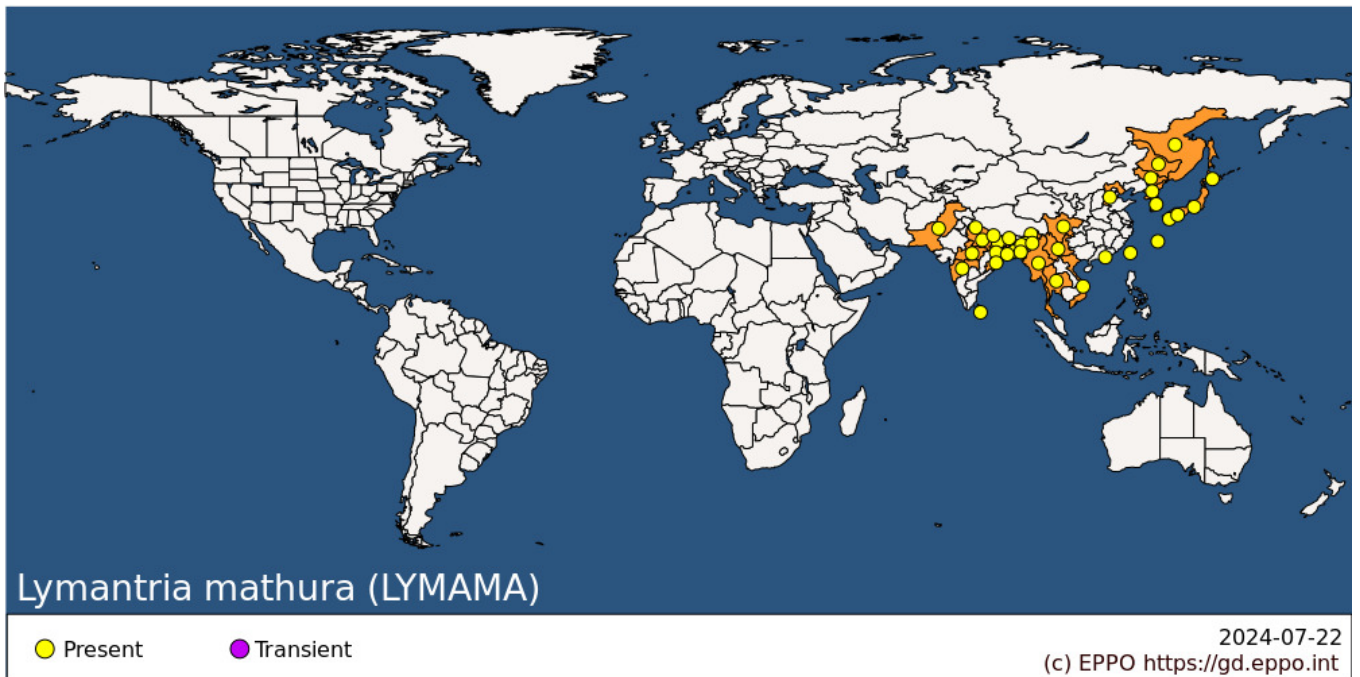 Lymantria mathura (LYMAMA)
Present
Transient
2024-07-22
(c) EPPO https://gd.eppo.int